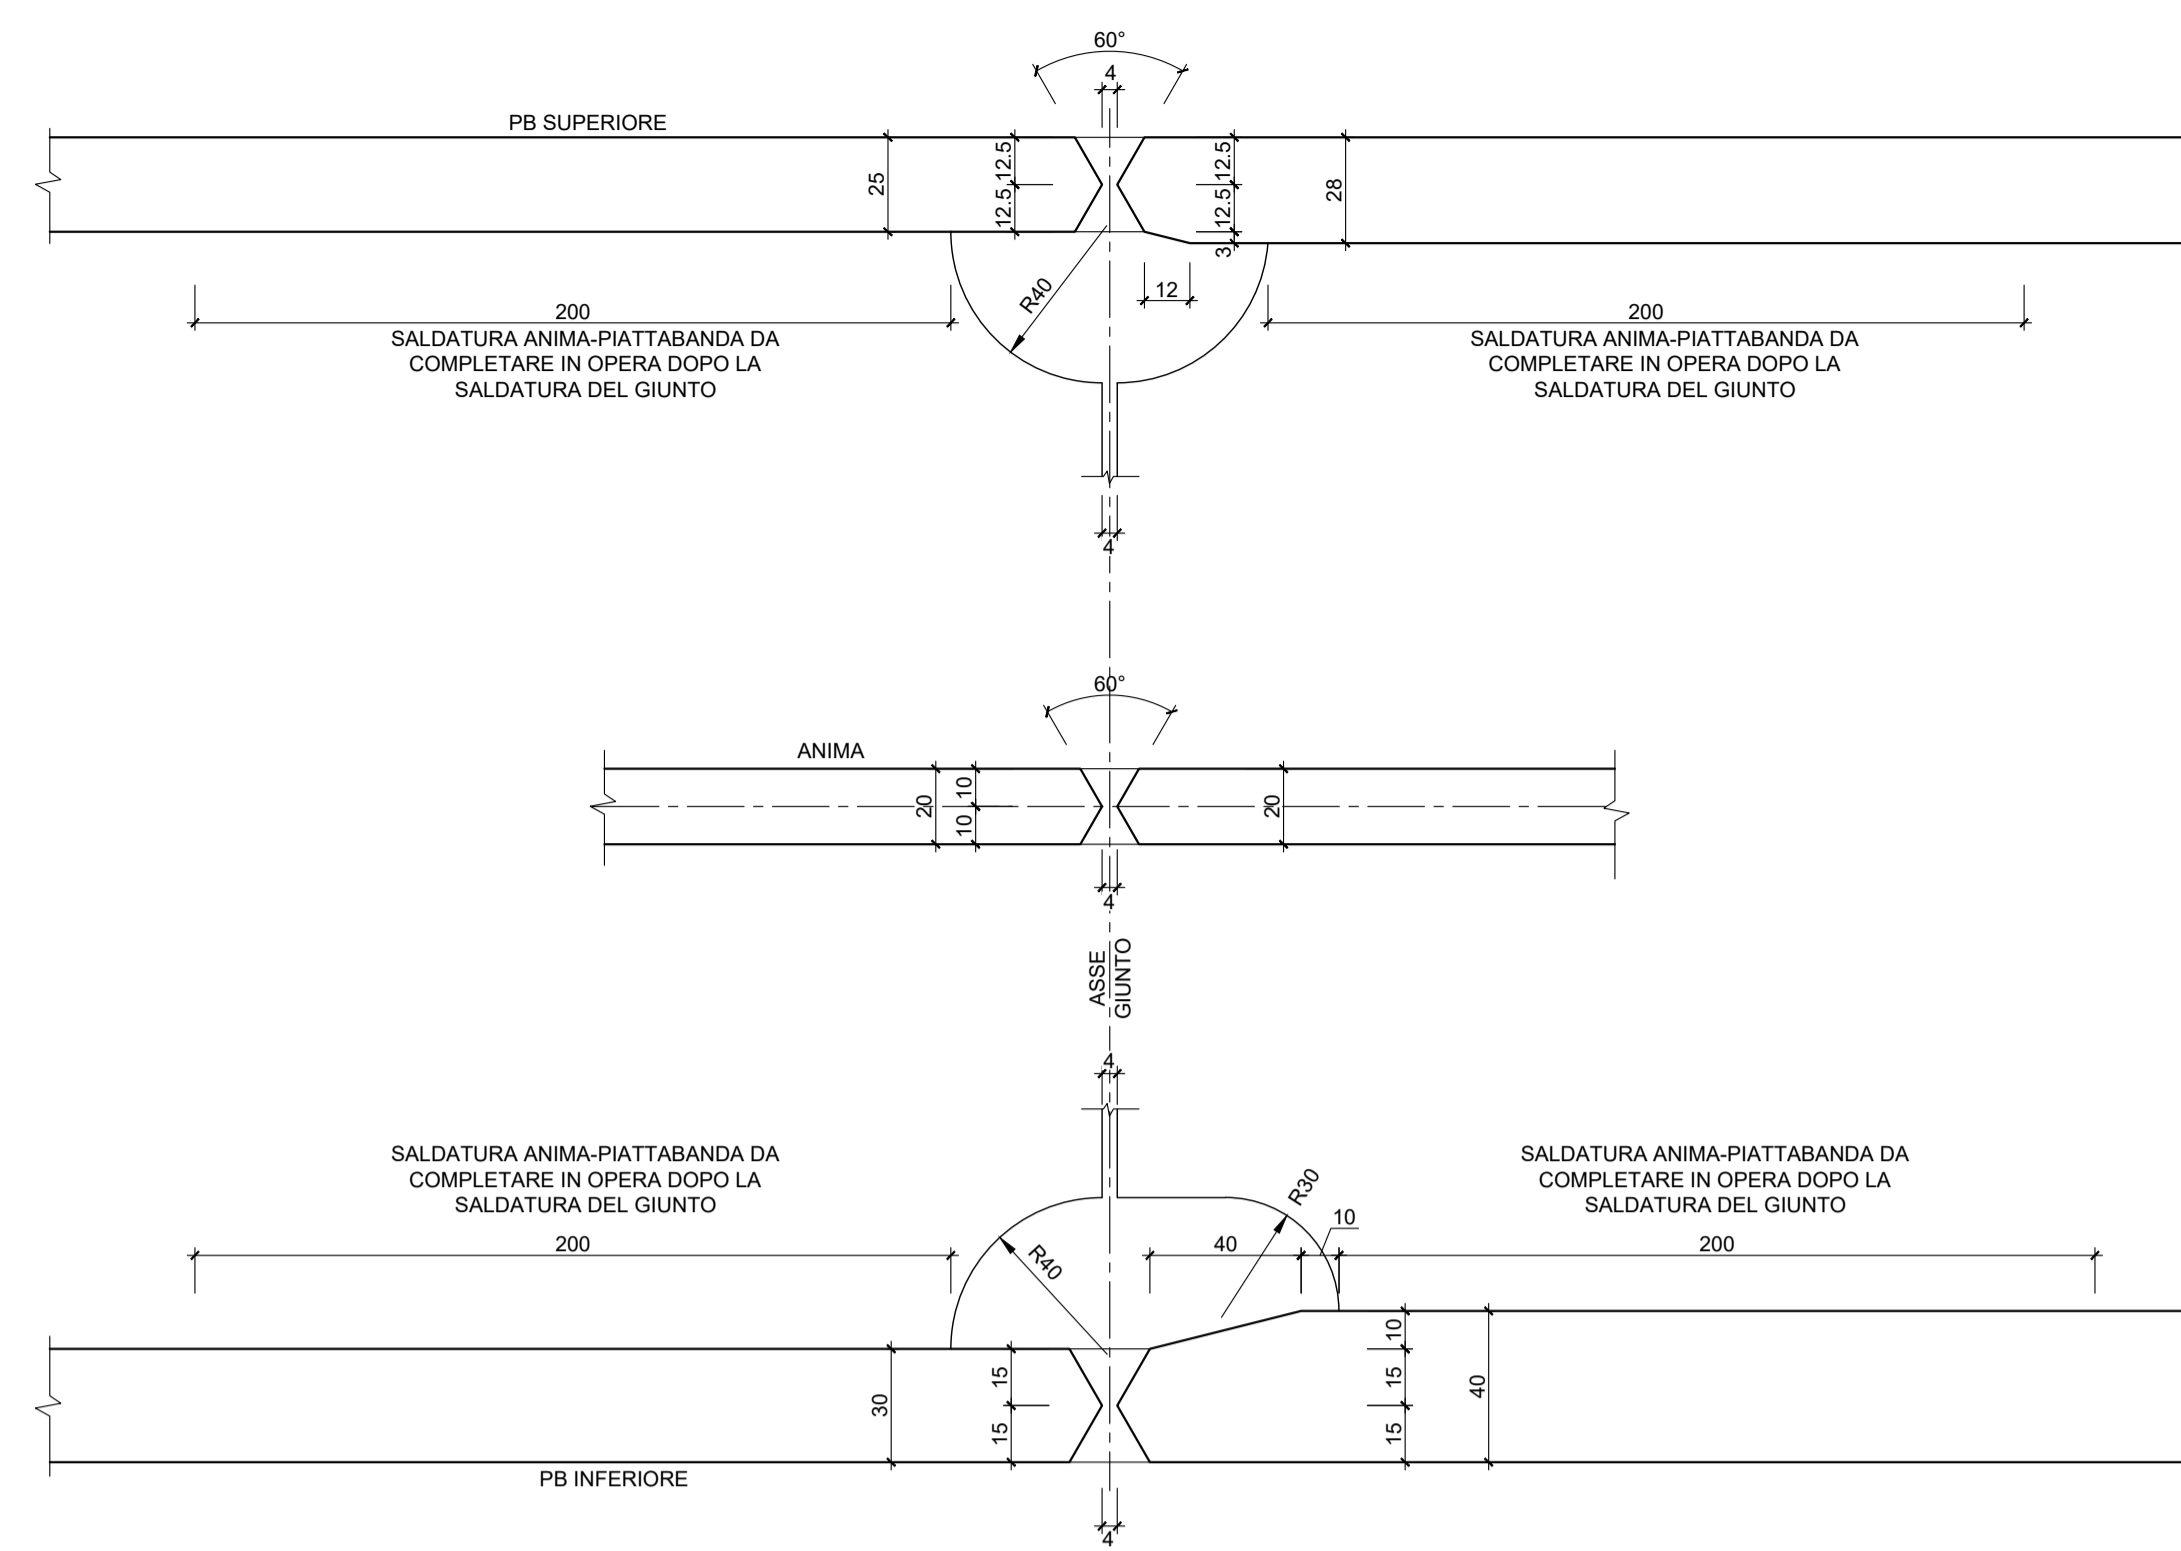 60°
4
PB SUPERIORE
25
12.5
12.5
12.5
12.5
3
28
R40
12
200
SALDATURA ANIMA-PIATTABANDA DA
COMPLETARE IN OPERA DOPO LA
SALDATURA DEL GIUNTO
200
SALDATURA ANIMA-PIATTABANDA DA
COMPLETARE IN OPERA DOPO LA
SALDATURA DEL GIUNTO
4
60°
ANIMA
20
10
10
20
4
ASSE
GIUNTO
4
SALDATURA ANIMA-PIATTABANDA DA
COMPLETARE IN OPERA DOPO LA
SALDATURA DEL GIUNTO
200
SALDATURA ANIMA-PIATTABANDA DA
COMPLETARE IN OPERA DOPO LA
SALDATURA DEL GIUNTO
200
R40
R30
40
10
30
15
15
10
15
15
40
PB INFERIORE
4